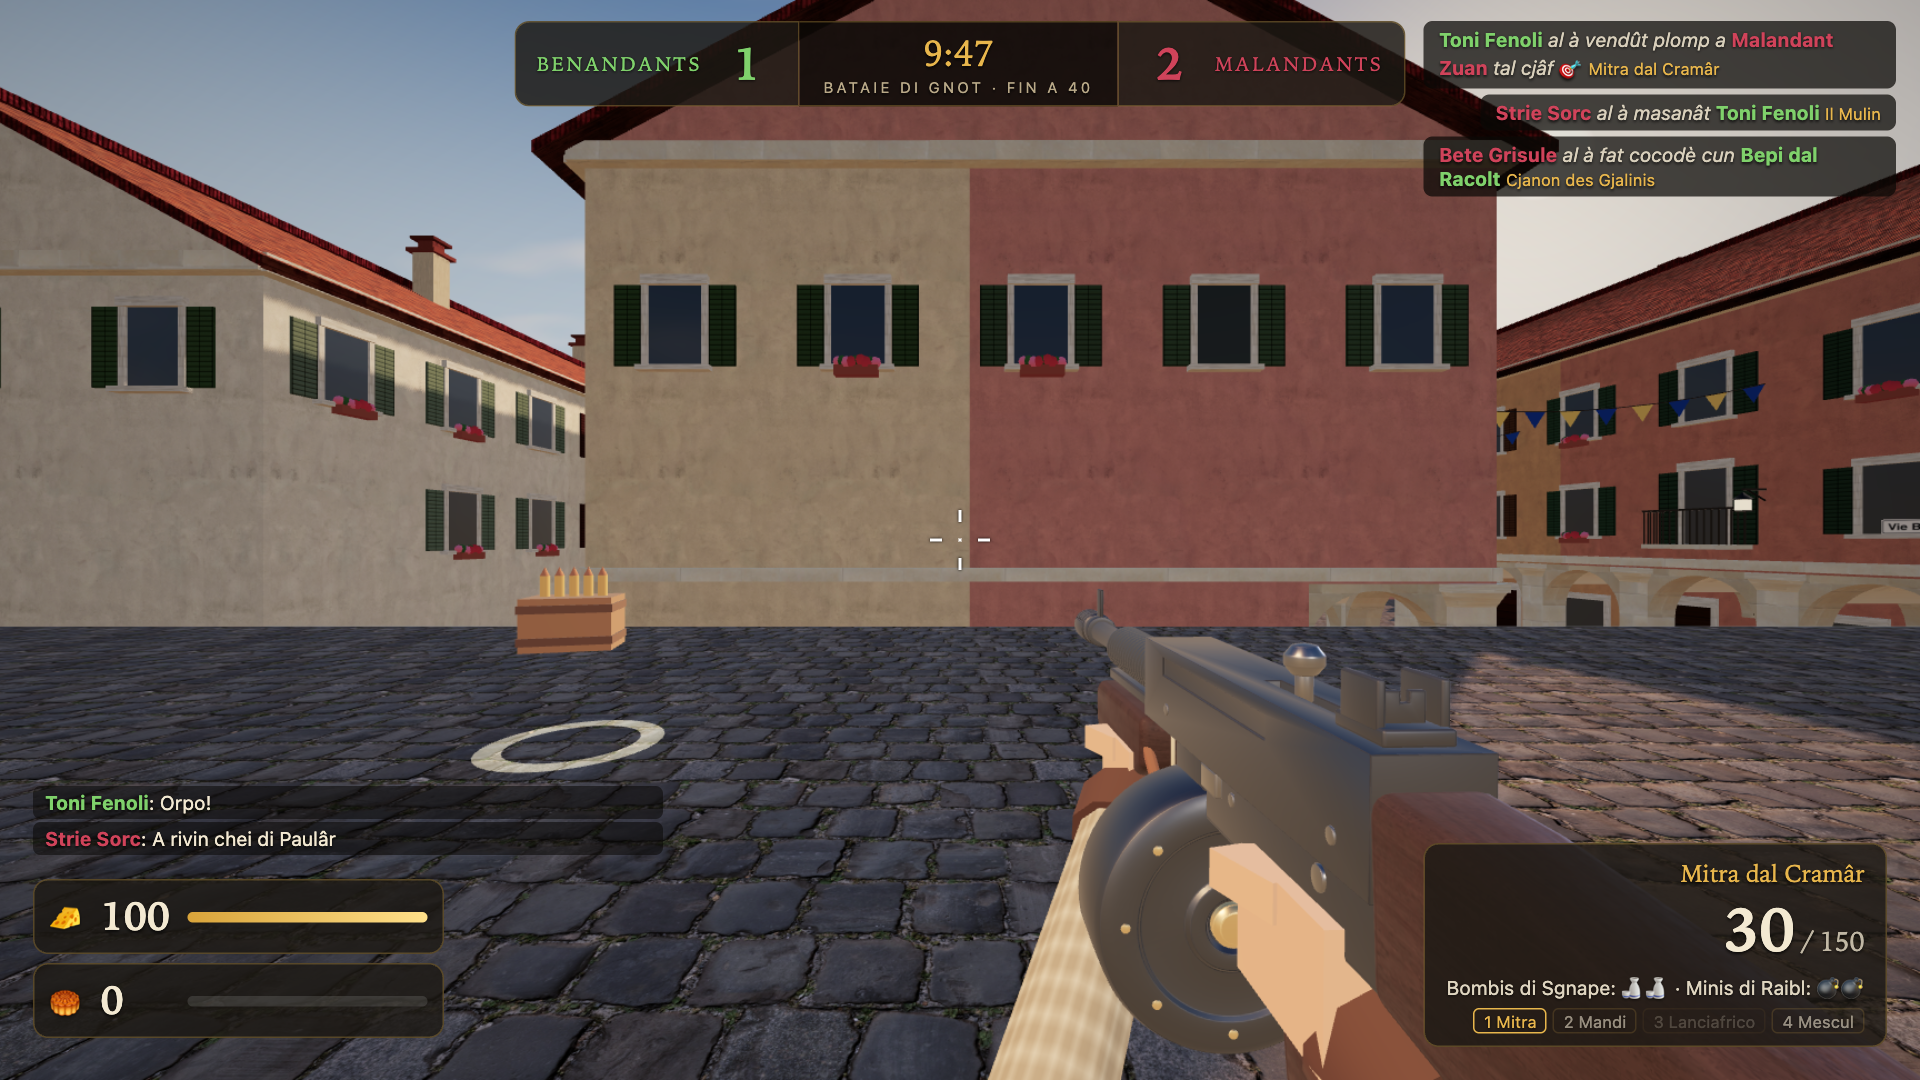 BENANDANTS 1
9:47
BATAIE DI GNOT · FIN A 40
2 MALANDANTS
Toni Fenoli al à vendût plomp a Malandant
Zuan tal cjâf 🎯 Mitra dal Cramâr
Strie Sorc al à masanât Toni Fenoli Il Mulin
Bete Grisule al à fat cocodè cun Bepi dal
Racolt Cjanon des Gjalinis
Toni Fenoli: Orpo!
Strie Sorc: A rivin chei di Paulâr
100
0
Mitra dal Cramâr
30 / 150
Bombis di Sgnape: · Minis di Raibl:
1 Mitra 2 Mandi 3 Lanciafrico 4 Mescul